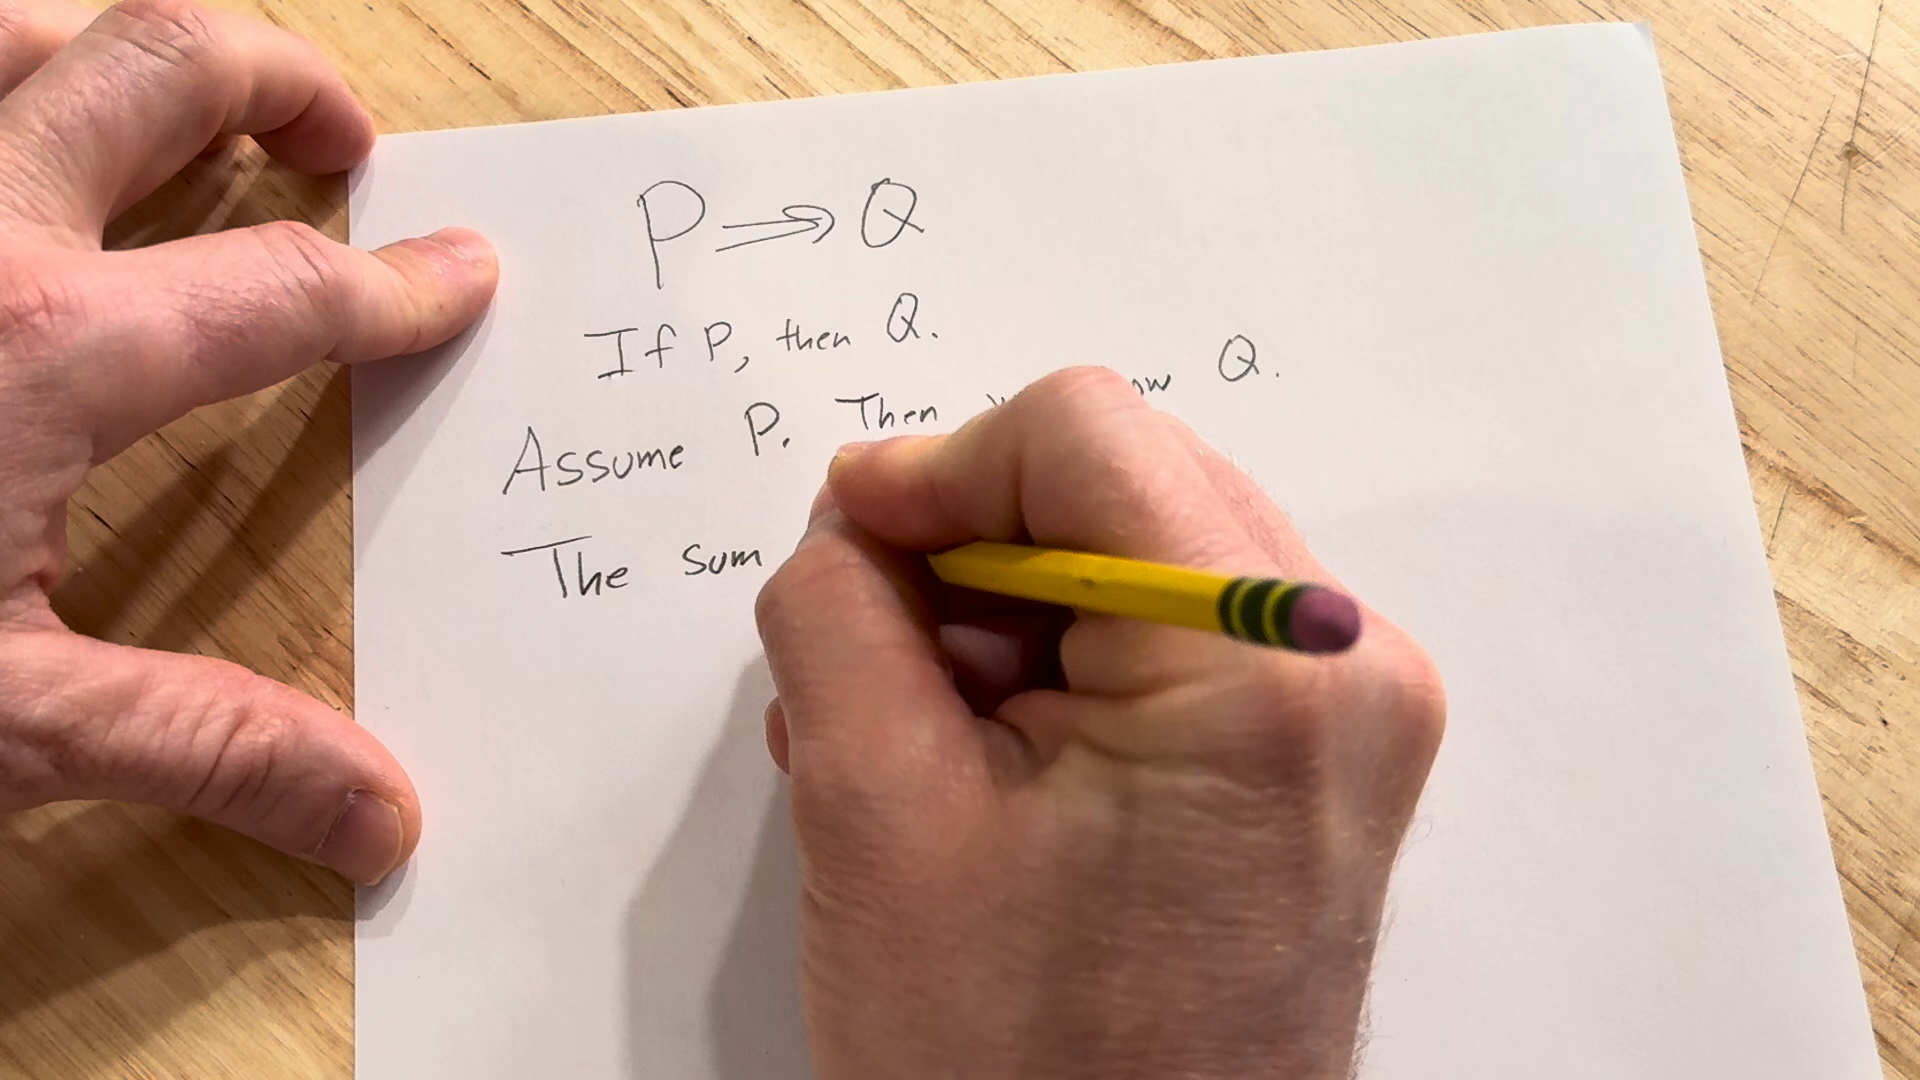 P ⇒ Q
If P, then Q.
Assume P. Then Q.
The sum